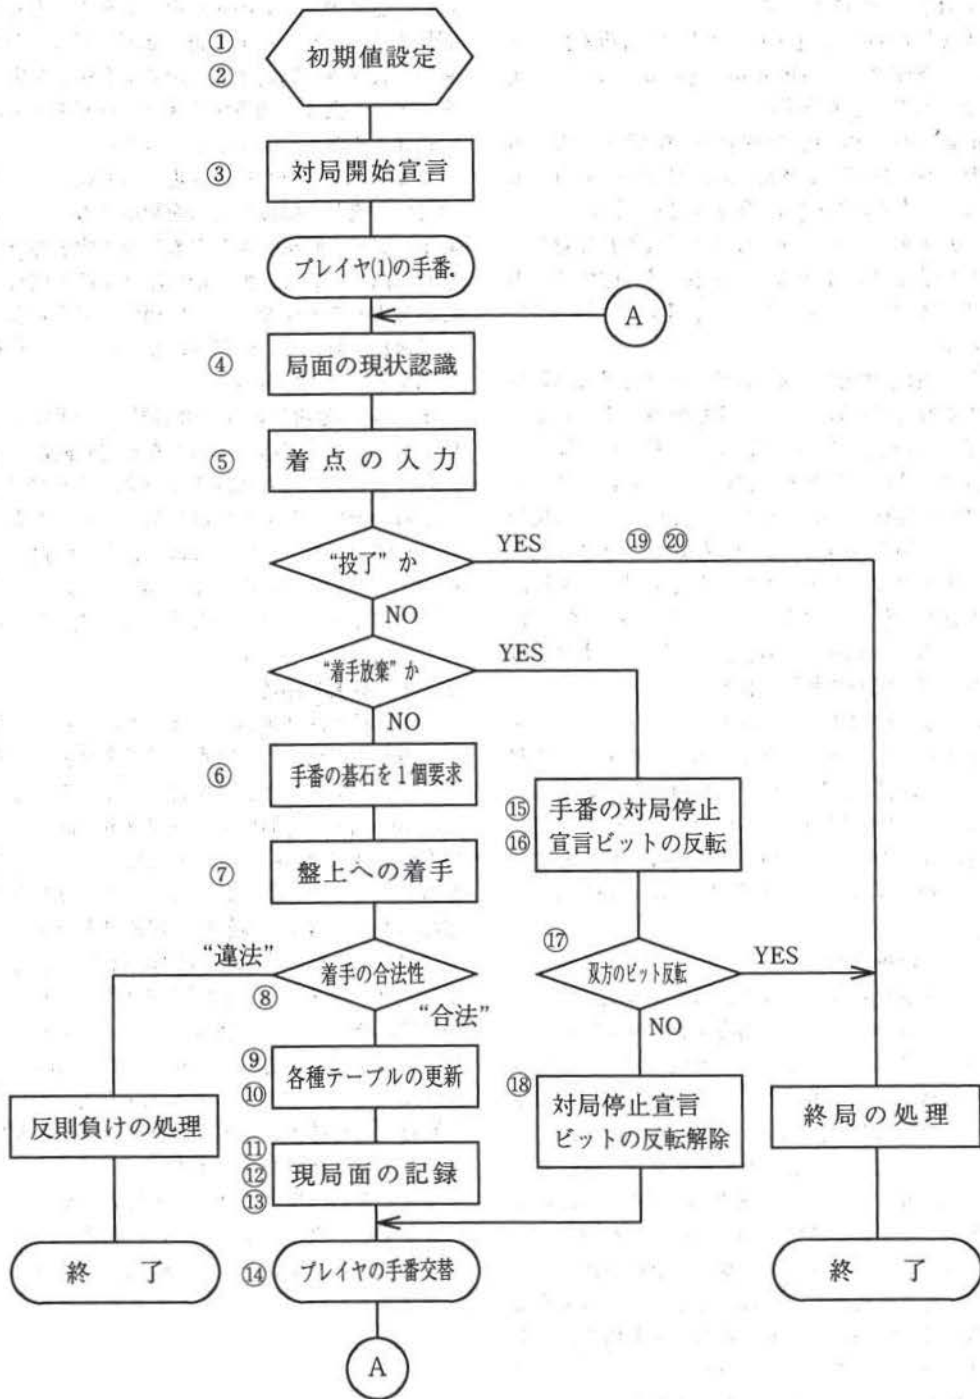 ① 初期値設定
②
③ 対局開始宣言
プレイヤ(1)の手番.
A
④ 局面の現状認識
⑤ 着点の入力
“投了”か YES ⑲ ⑳
NO
“着手放棄”か YES
NO
⑥ 手番の碁石を1個要求
⑮ 手番の対局停止
⑯ 宣言ビットの反転
⑦ 盤上への着手
“違法” 着手の合法性
⑧ “合法”
⑰ 双方のビット反転 YES
NO
⑨ 各種テーブルの更新
⑩
⑱ 対局停止宣言
ビットの反転解除
反則負けの処理
終局の処理
⑪
⑫ 現局面の記録
⑬
終了
⑭ プレイヤの手番交替
終了
A